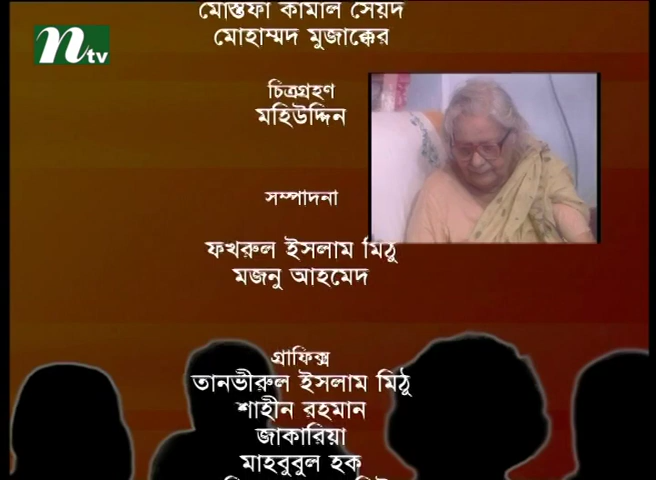 মোস্তফা কামাল সৈয়দ
মোহাম্মদ মুজাক্কের
ntv
চিত্রগ্রহণ
মহিউদ্দিন
সম্পাদনা
ফখরুল ইসলাম মিঠু
মজনু আহমেদ
গ্রাফিক্স
তানভীরুল ইসলাম মিঠু
শাহীন রহমান
জাকারিয়া
মাহবুবুল হক